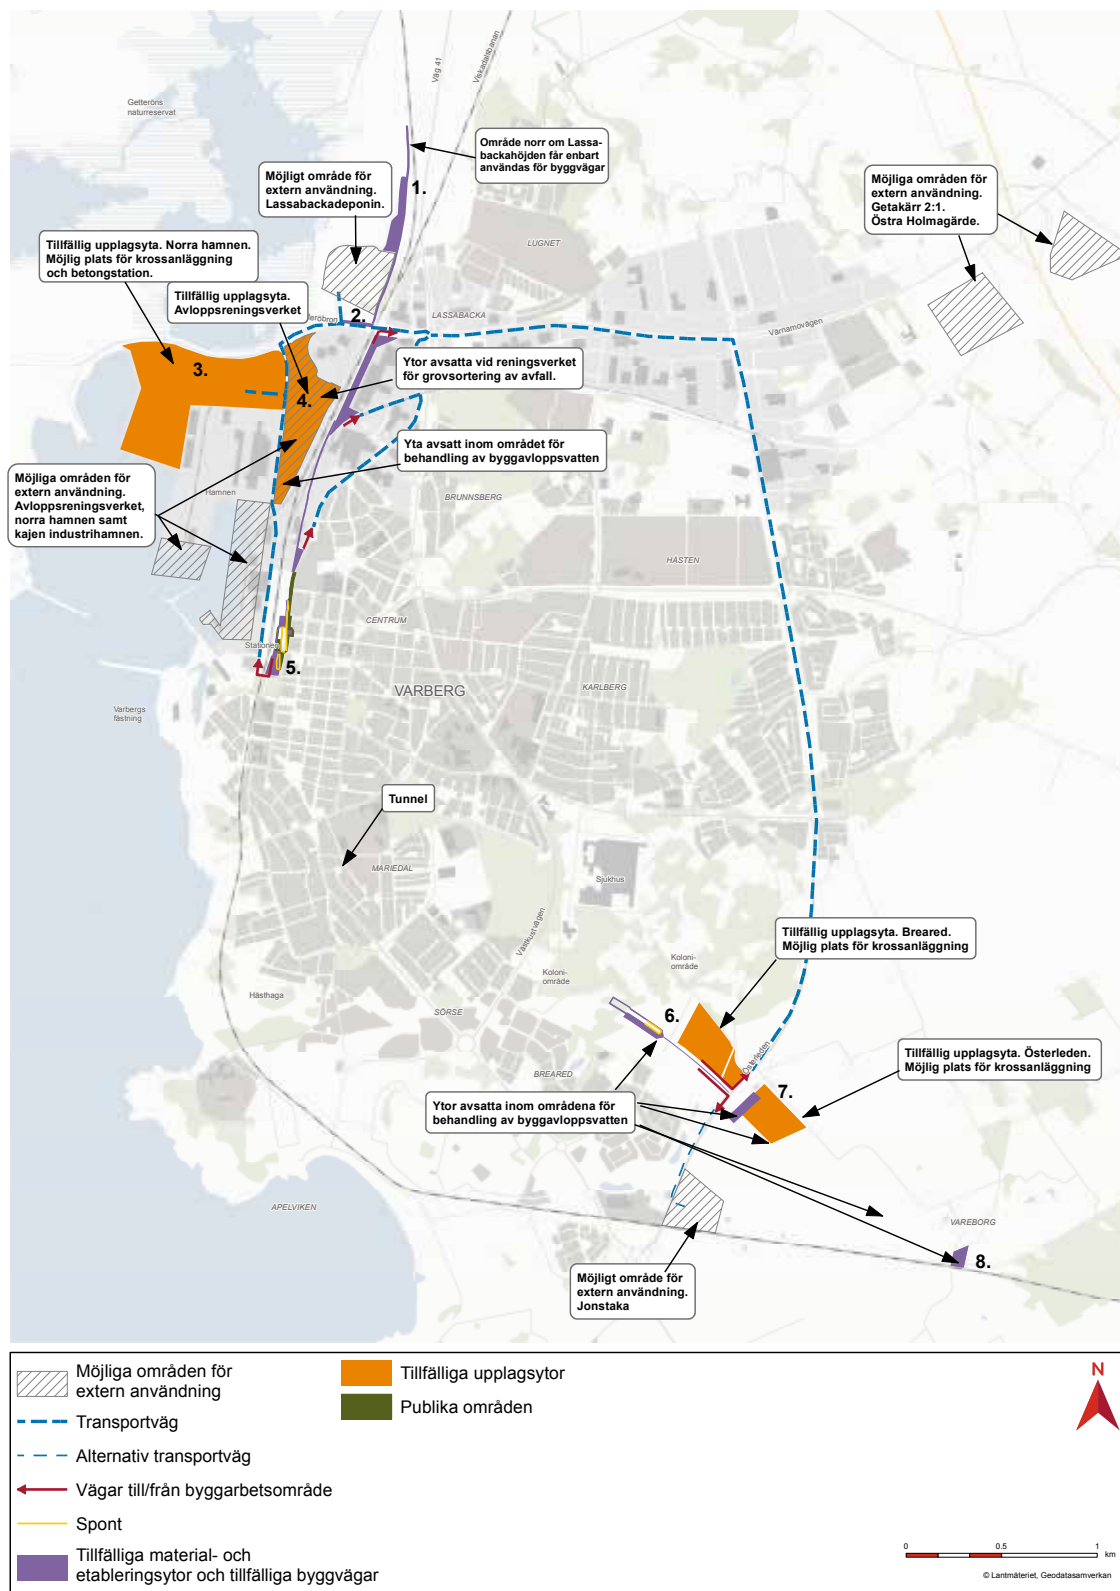 Väg 41
Viskadalsbanan
Getteröns
naturreservat
Område norr om Lassa-
backahöjden får enbart
användas för byggvägar
1.
Möjligt område för
extern användning.
Lassabackadeponin.
Möjliga områden för
extern användning.
Getakärr 2:1.
Östra Holmagärde.
LUGNET
Tillfällig upplagsyta. Norra hamnen.
Möjlig plats för krossanläggning
och betongstation.
Tillfällig upplagsyta.
Avloppsreningsverket
2.
LASSABACKA
Värnamovägen
3.
4.
Ytor avsatta vid reningsverket
för grovsortering av avfall.
Yta avsatt inom området för
behandling av byggavloppsvatten
Möjliga områden för
extern användning.
Avloppsreningsverket,
norra hamnen samt
kajen industrihamnen.
Hamnen
BRUNNSBERG
HÅSTEN
CENTRUM
Stationen
5.
VARBERG
KARLBERG
Varbergs
fästning
Tunnel
MARIEDAL
Sjukhus
Västkustvägen
Tillfällig upplagsyta. Breared.
Möjlig plats för krossanläggning
Koloni-
område
Koloni-
område
Hästhaga
SÖRSE
6.
Österleden
Tillfällig upplagsyta. Österleden.
Möjlig plats för krossanläggning
BREARED
7.
Ytor avsatta inom områdena för
behandling av byggavloppsvatten
APELVIKEN
VAREBORG
8.
Möjligt område för
extern användning.
Jonstaka
Möjliga områden för
extern användning
Transportväg
Alternativ transportväg
Vägar till/från byggarbetsområde
Spont
Tillfälliga material- och
etableringsytor och tillfälliga byggvägar
Tillfälliga upplagsytor
Publika områden
N
0 0.5 1
km
© Lantmäteriet, Geodatasamverkan